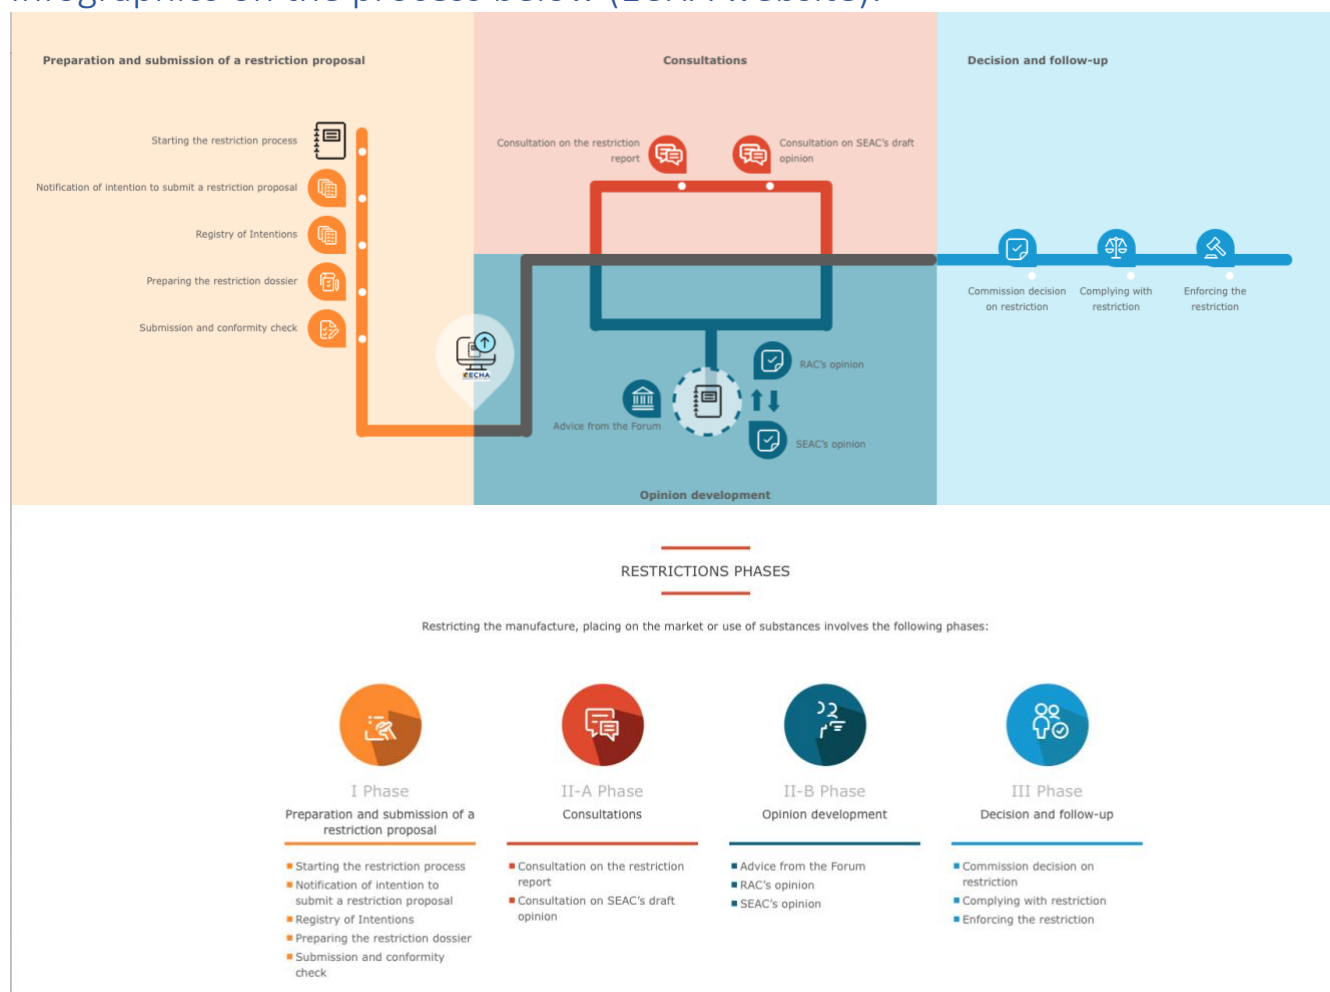 Infographics on the process below (ECHA website):
Preparation and submission of a restriction proposal
Starting the restriction process
Notification of intention to submit a restriction proposal
Registry of Intentions
Preparing the restriction dossier
Submission and conformity check
ECHA
Consultations
Consultation on the restriction
report
Consultation on SEAC's draft
opinion
RAC's opinion
Advice from the Forum
SEAC's opinion
Opinion development
Decision and follow-up
Commission decision
on restriction
Complying with
restriction
Enforcing the
restriction
RESTRICTIONS PHASES
Restricting the manufacture, placing on the market or use of substances involves the following phases:
I Phase
Preparation and submission of a
restriction proposal
Starting the restriction process
Notification of intention to
submit a restriction proposal
Registry of Intentions
Preparing the restriction dossier
Submission and conformity
check
II-A Phase
Consultations
Consultation on the restriction
report
Consultation on SEAC's draft
opinion
II-B Phase
Opinion development
Advice from the Forum
RAC's opinion
SEAC's opinion
III Phase
Decision and follow-up
Commission decision on
restriction
Complying with restriction
Enforcing the restriction